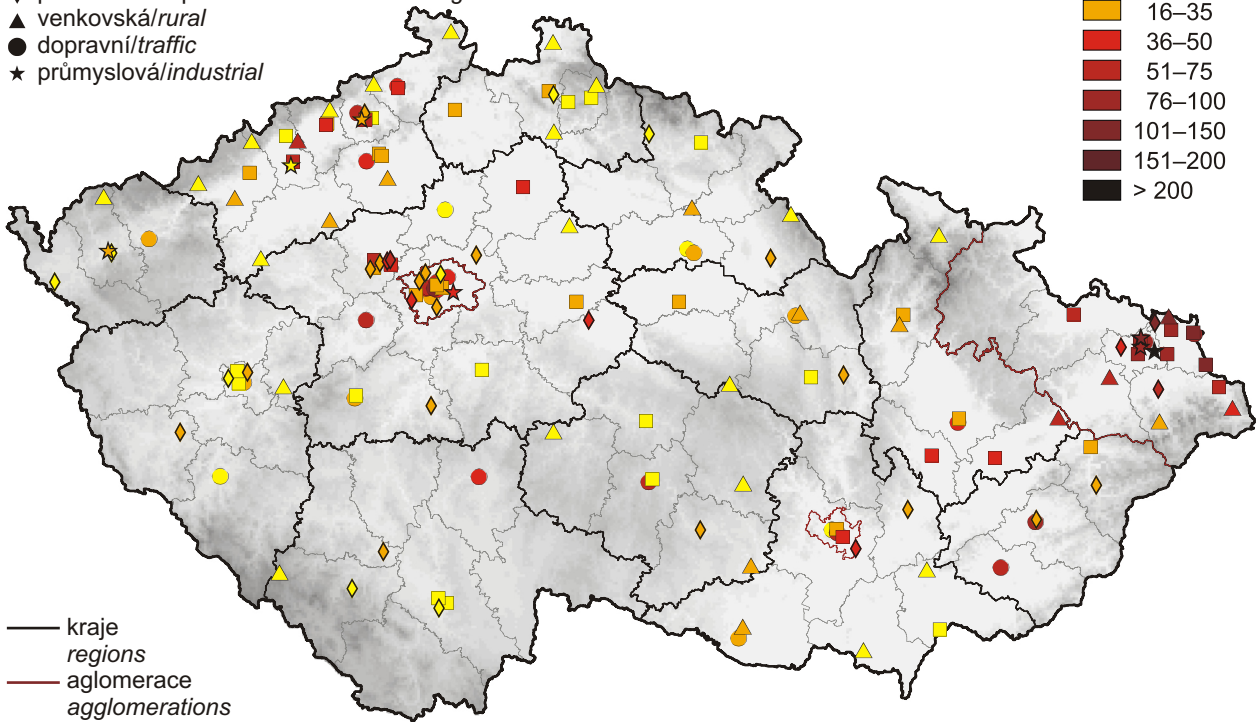 venkovská/rural
dopravní/traffic
průmyslová/industrial
16–35
36–50
51–75
76–100
101–150
151–200
> 200
kraje
regions
aglomerace
agglomerations